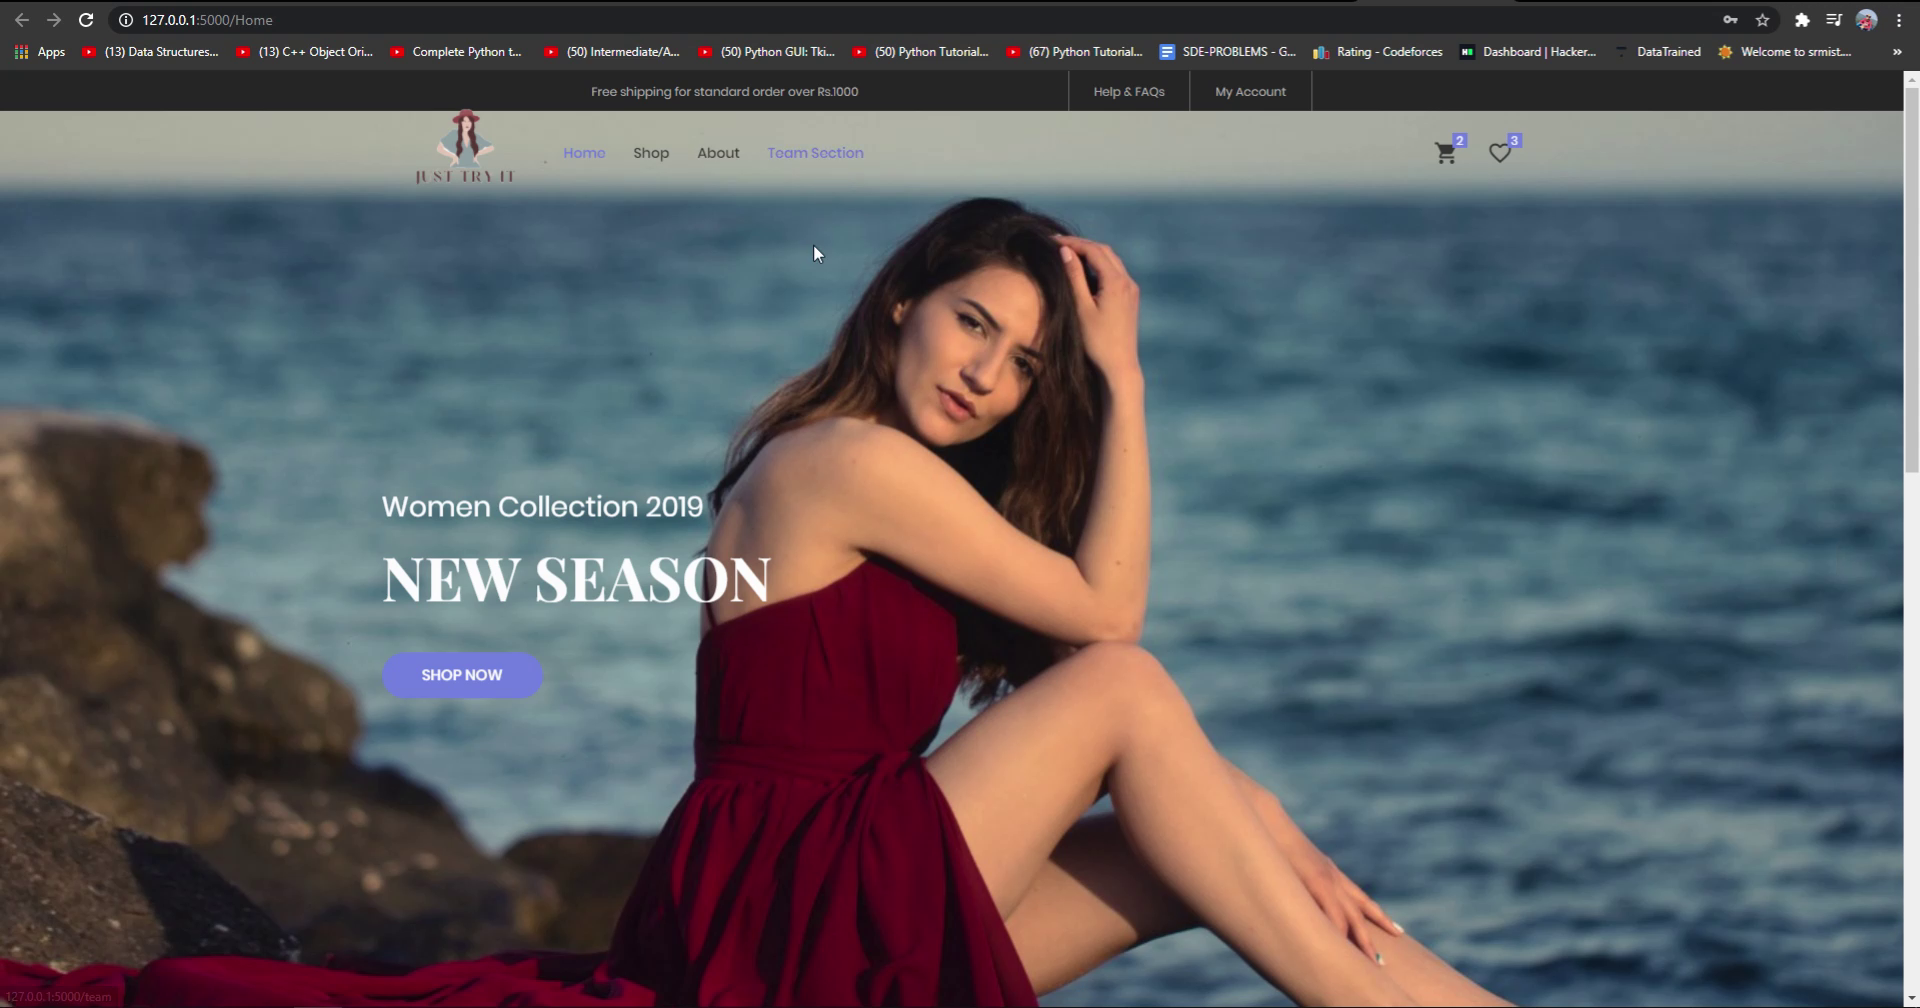 127.0.0.1:5000/Home
Apps
(13) Data Structures...
(13) C++ Object Ori...
Complete Python t...
(50) Intermediate/A...
(50) Python GUI: Tki...
(50) Python Tutorial...
(67) Python Tutorial...
SDE-PROBLEMS - G...
Rating - Codeforces
Dashboard | Hacker...
DataTrained
Welcome to srmist....
»
Free shipping for standard order over Rs.1000
Help & FAQs
My Account
JUST TRY IT
Home
Shop
About
Team Section
2
3
Women Collection 2019
NEW SEASON
SHOP NOW
127.0.0.1:5000/team